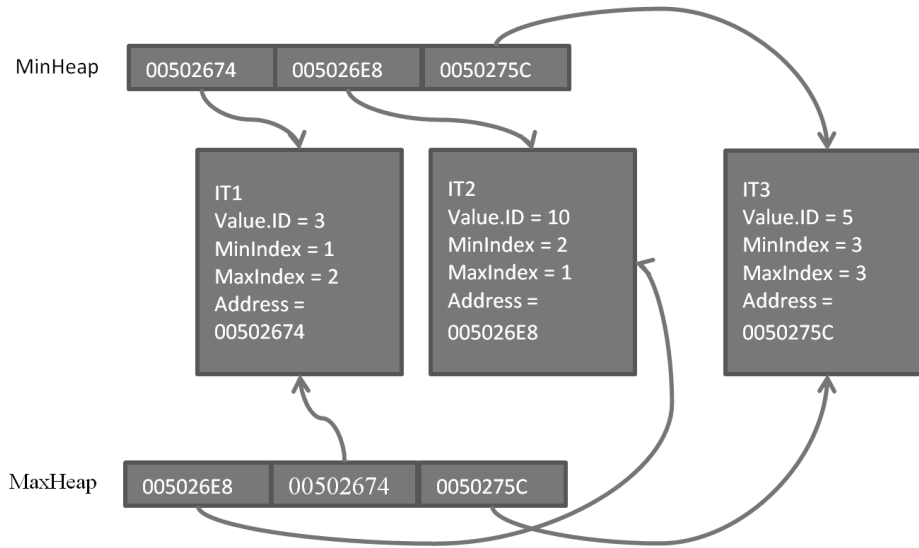 MinHeap
00502674 005026E8 0050275C
IT1
Value.ID = 3
MinIndex = 1
MaxIndex = 2
Address =
00502674
IT2
Value.ID = 10
MinIndex = 2
MaxIndex = 1
Address =
005026E8
IT3
Value.ID = 5
MinIndex = 3
MaxIndex = 3
Address =
0050275C
MaxHeap
005026E8 00502674 0050275C